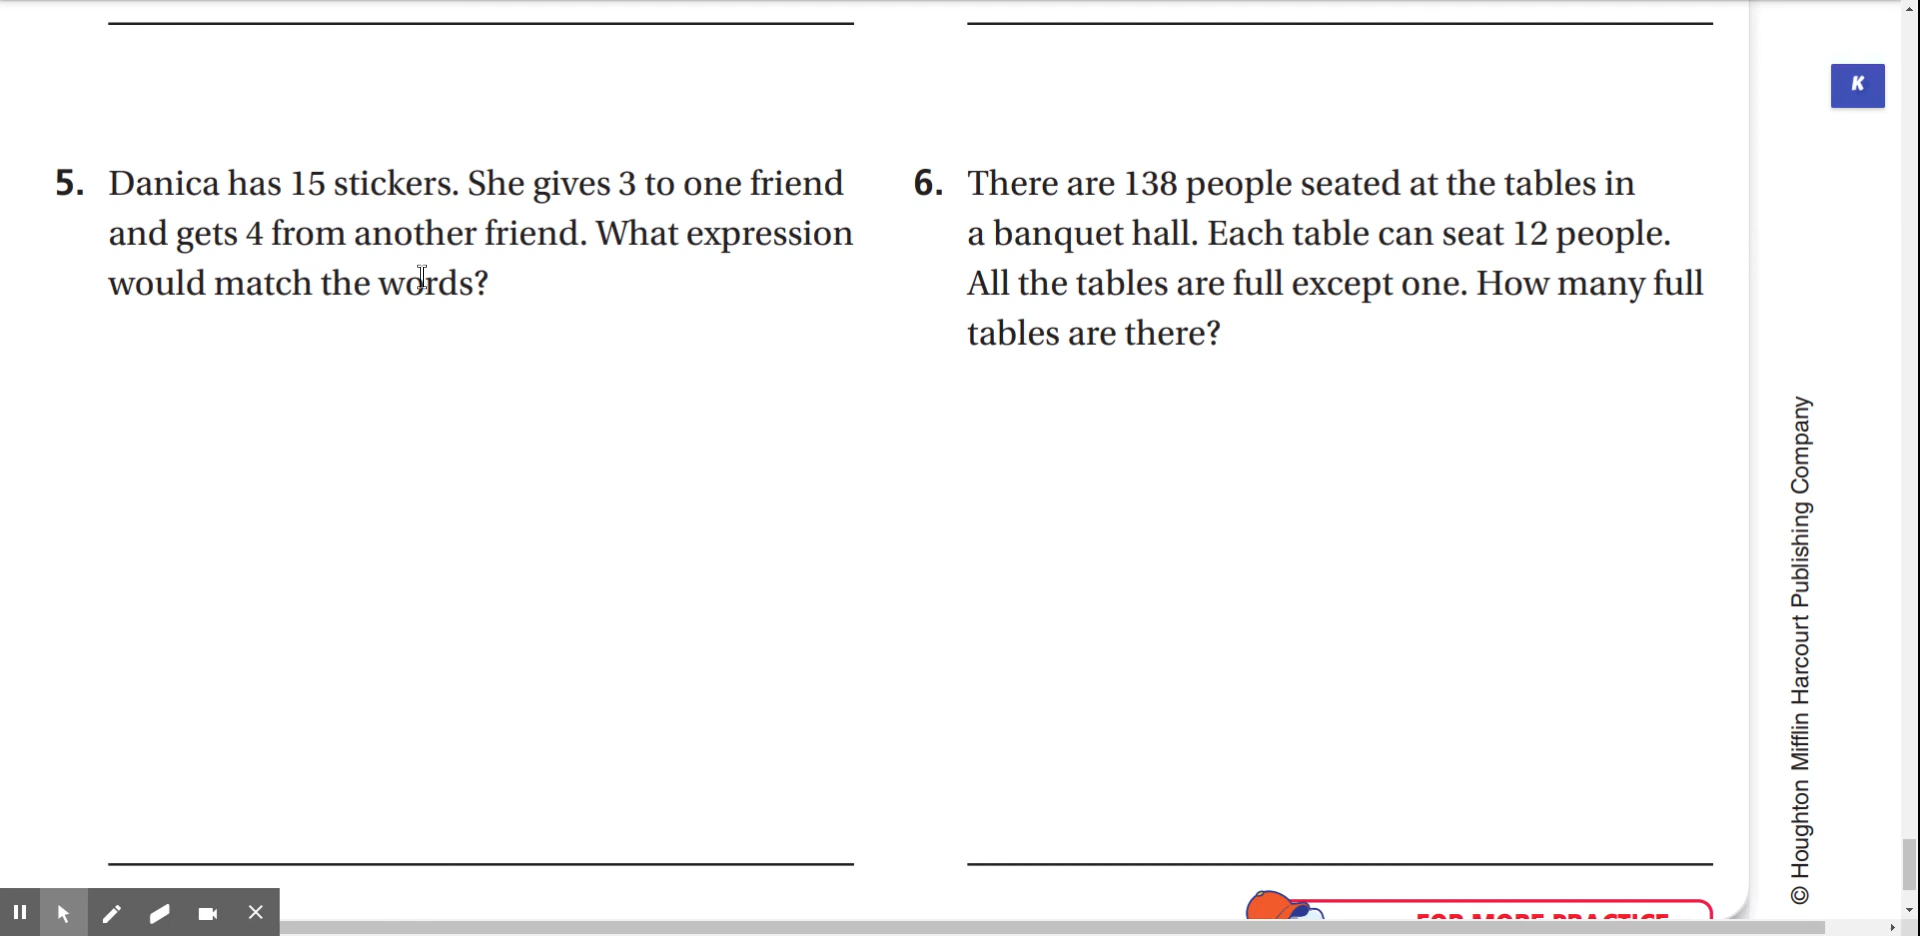 K
5. Danica has 15 stickers. She gives 3 to one friend
and gets 4 from another friend. What expression
would match the words?
6. There are 138 people seated at the tables in
a banquet hall. Each table can seat 12 people.
All the tables are full except one. How many full
tables are there?
© Houghton Mifflin Harcourt Publishing Company
FOR MORE PRACTICE